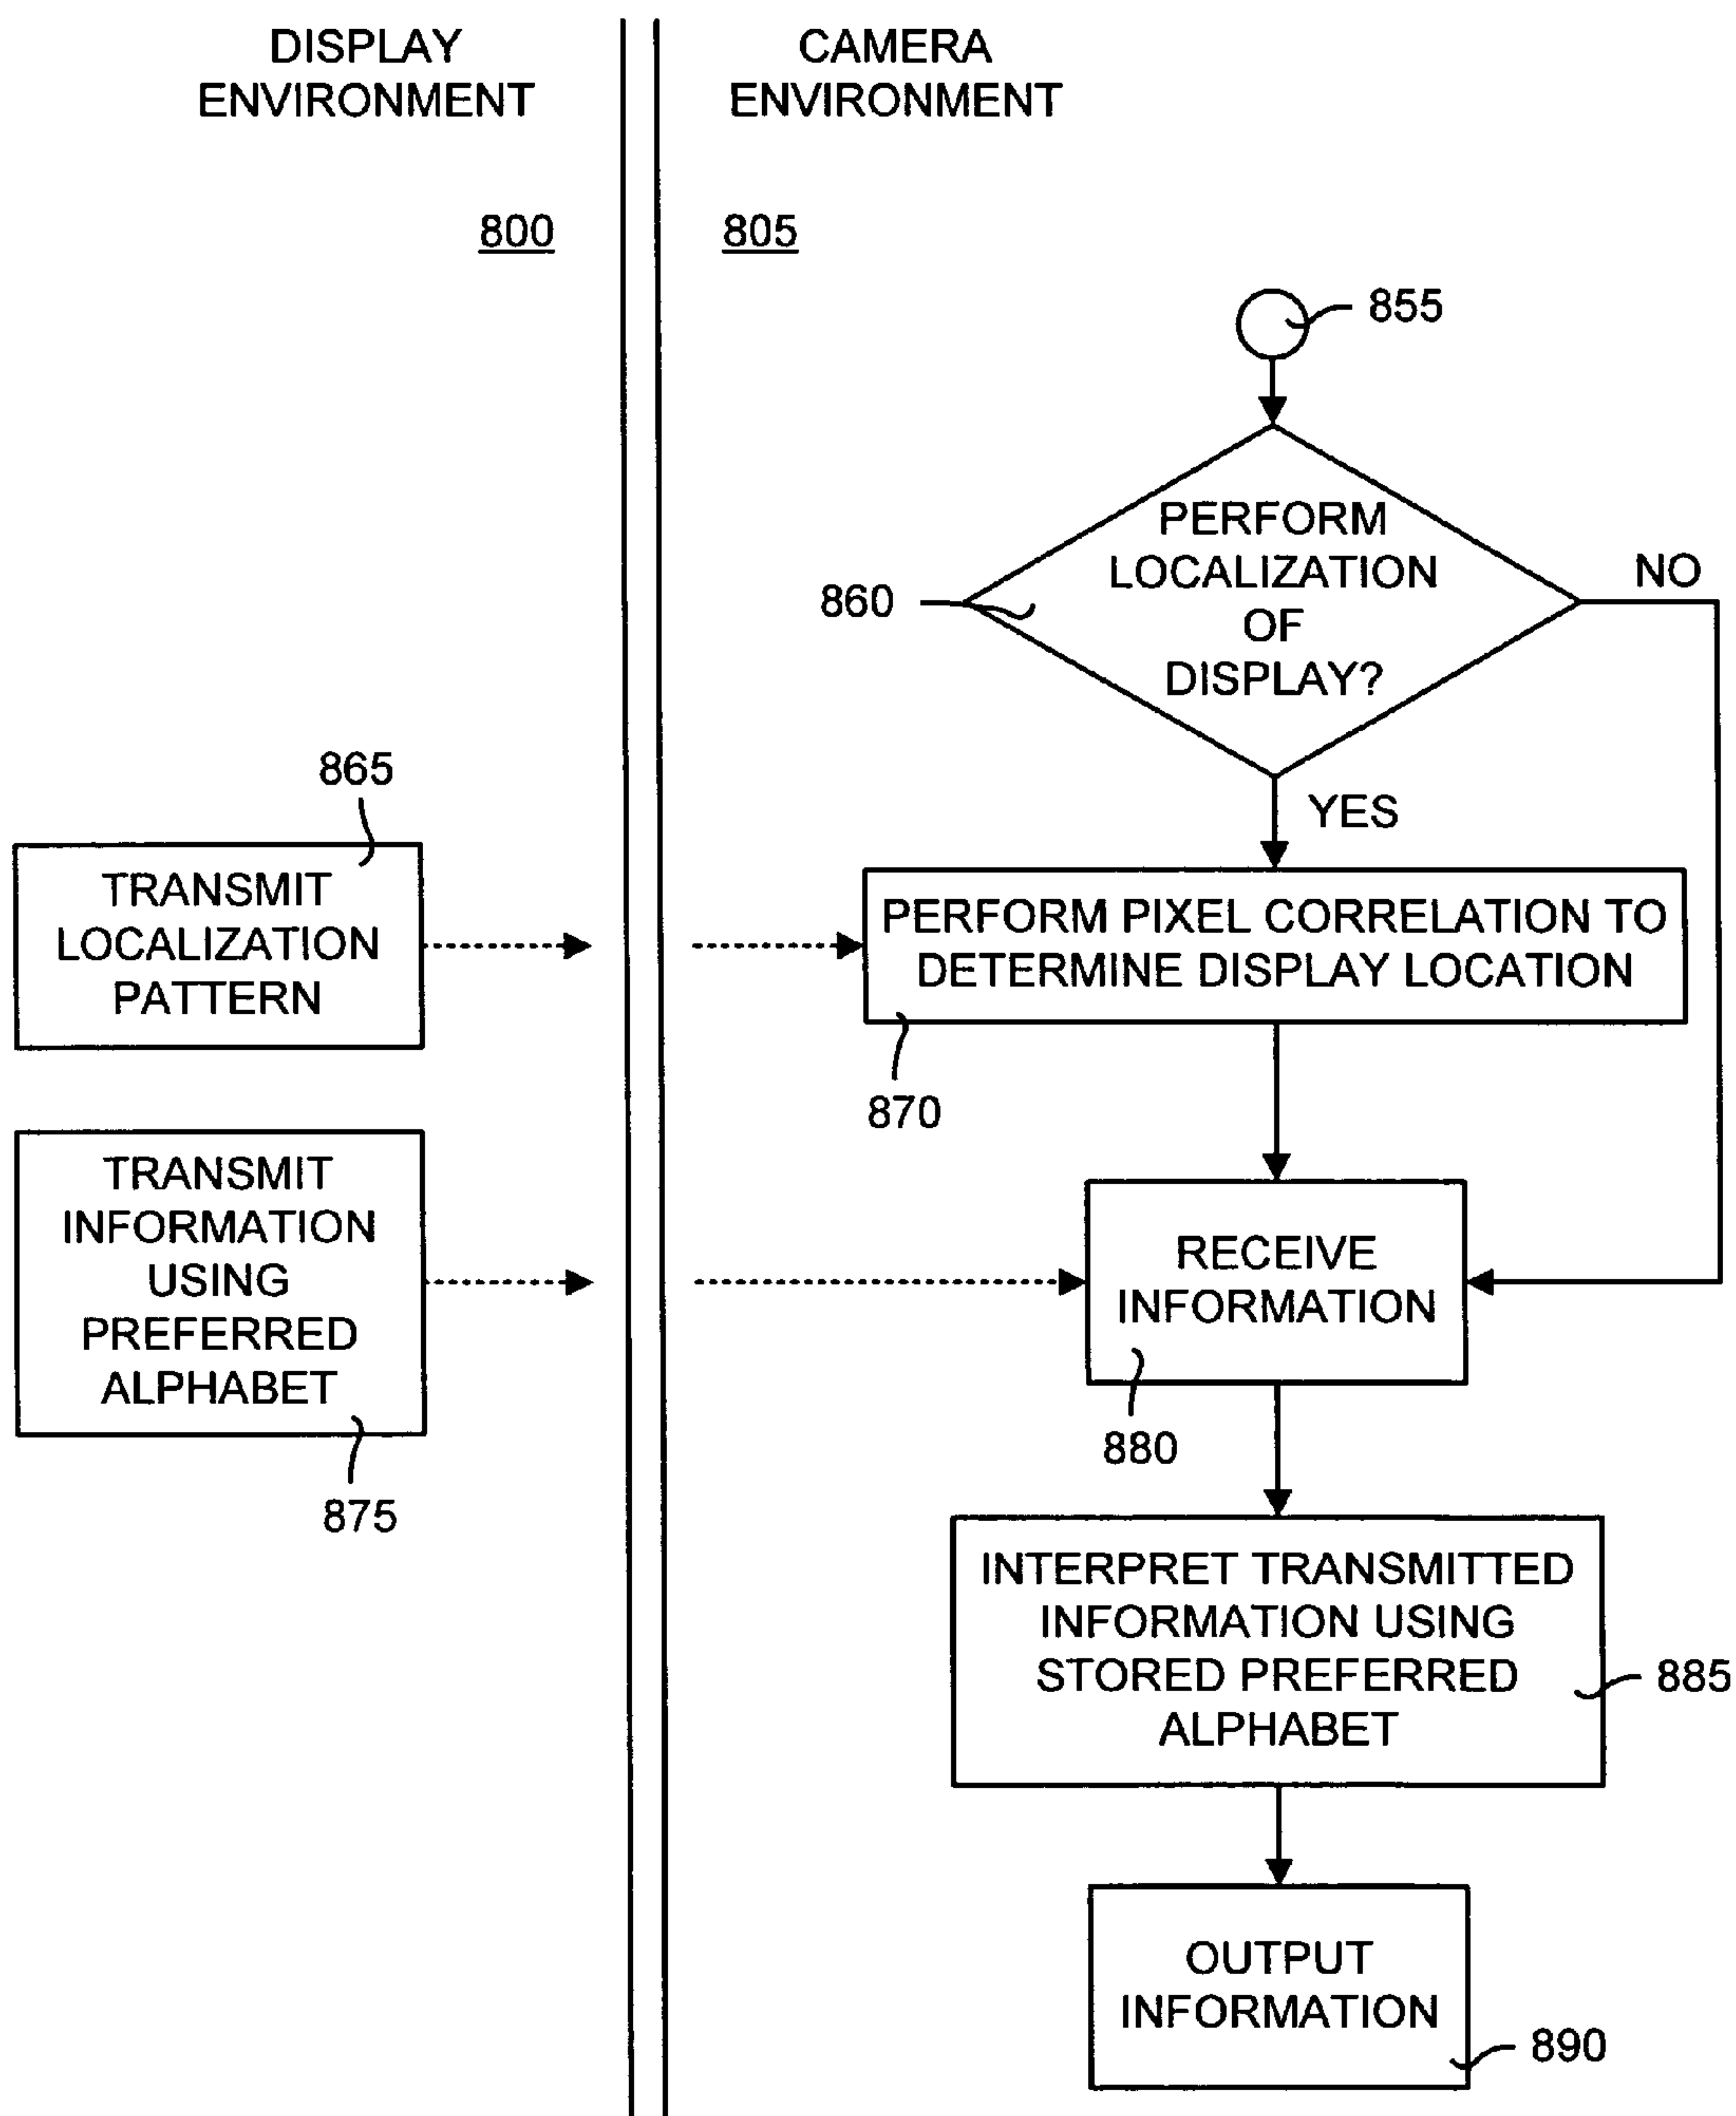 DISPLAY
ENVIRONMENT
CAMERA
ENVIRONMENT
800
805
855
PERFORM
LOCALIZATION
OF
DISPLAY?
860
NO
YES
865
TRANSMIT
LOCALIZATION
PATTERN
PERFORM PIXEL CORRELATION TO
DETERMINE DISPLAY LOCATION
870
TRANSMIT
INFORMATION
USING
PREFERRED
ALPHABET
875
RECEIVE
INFORMATION
880
INTERPRET TRANSMITTED
INFORMATION USING
STORED PREFERRED
ALPHABET
885
OUTPUT
INFORMATION
890